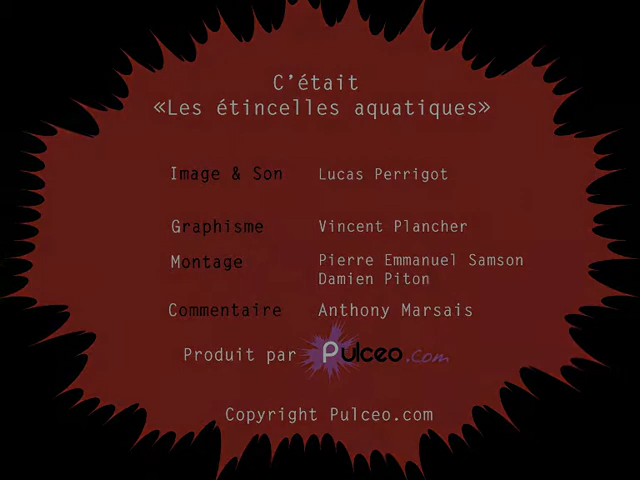 C'était
«Les étincelles aquatiques»
Image & Son Lucas Perrigot
Graphisme Vincent Plancher
Montage Pierre Emmanuel Samson
Damien Piton
Commentaire Anthony Marsais
Produit par Pulceo.com
Copyright Pulceo.com